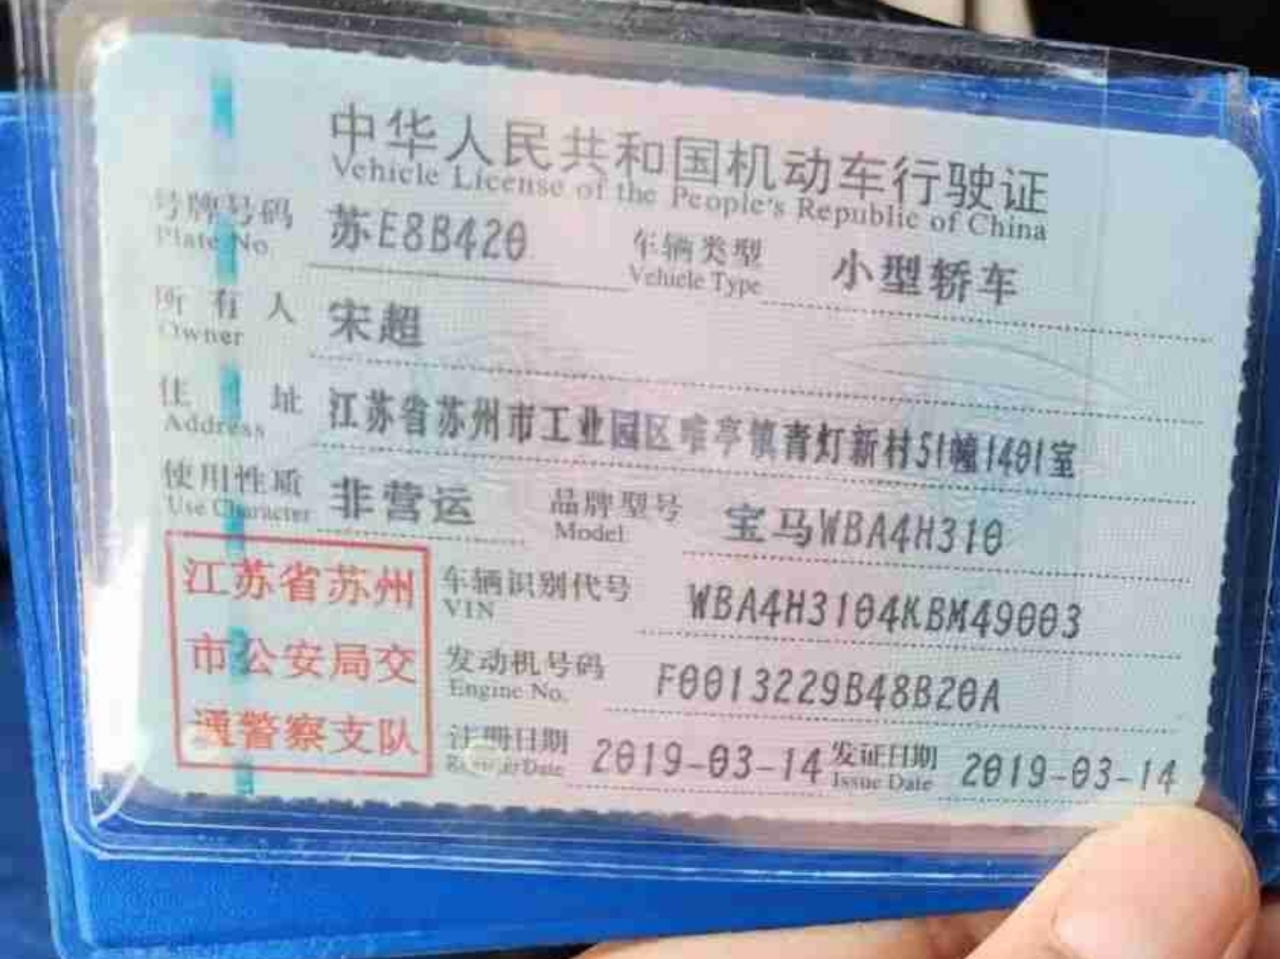 中华人民共和国机动车行驶证
Vehicle License of the People's Republic of China
号牌号码 苏E8B420 车辆类型 小型轿车
Plate No. Vehicle Type
所有人 宋超
Owner
住址 江苏省苏州市工业园区唯亭镇青灯新村51幢1401室
Address
使用性质 非营运 品牌型号 宝马WBA4H310
Use Character Model
江苏省苏州
市公安局交
通警察支队
车辆识别代号 WBA4H3104KBM49003
VIN
发动机号码 F0013229B48B20A
Engine No.
注册日期 2019-03-14 发证日期 2019-03-14
Register Date Issue Date